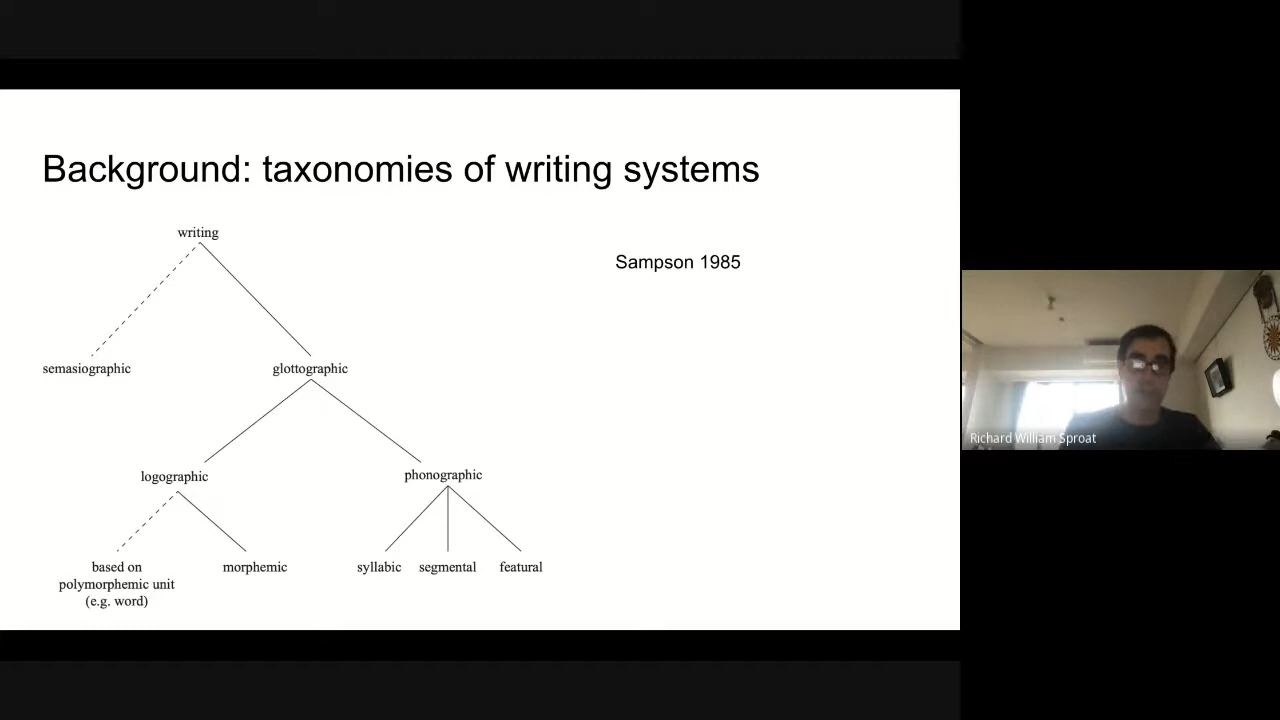 Background: taxonomies of writing systems
writing
Sampson 1985
semasiographic glottographic
logographic phonographic
based on
polymorphemic unit
(e.g. word)
morphemic
syllabic segmental featural
Richard William Sproat